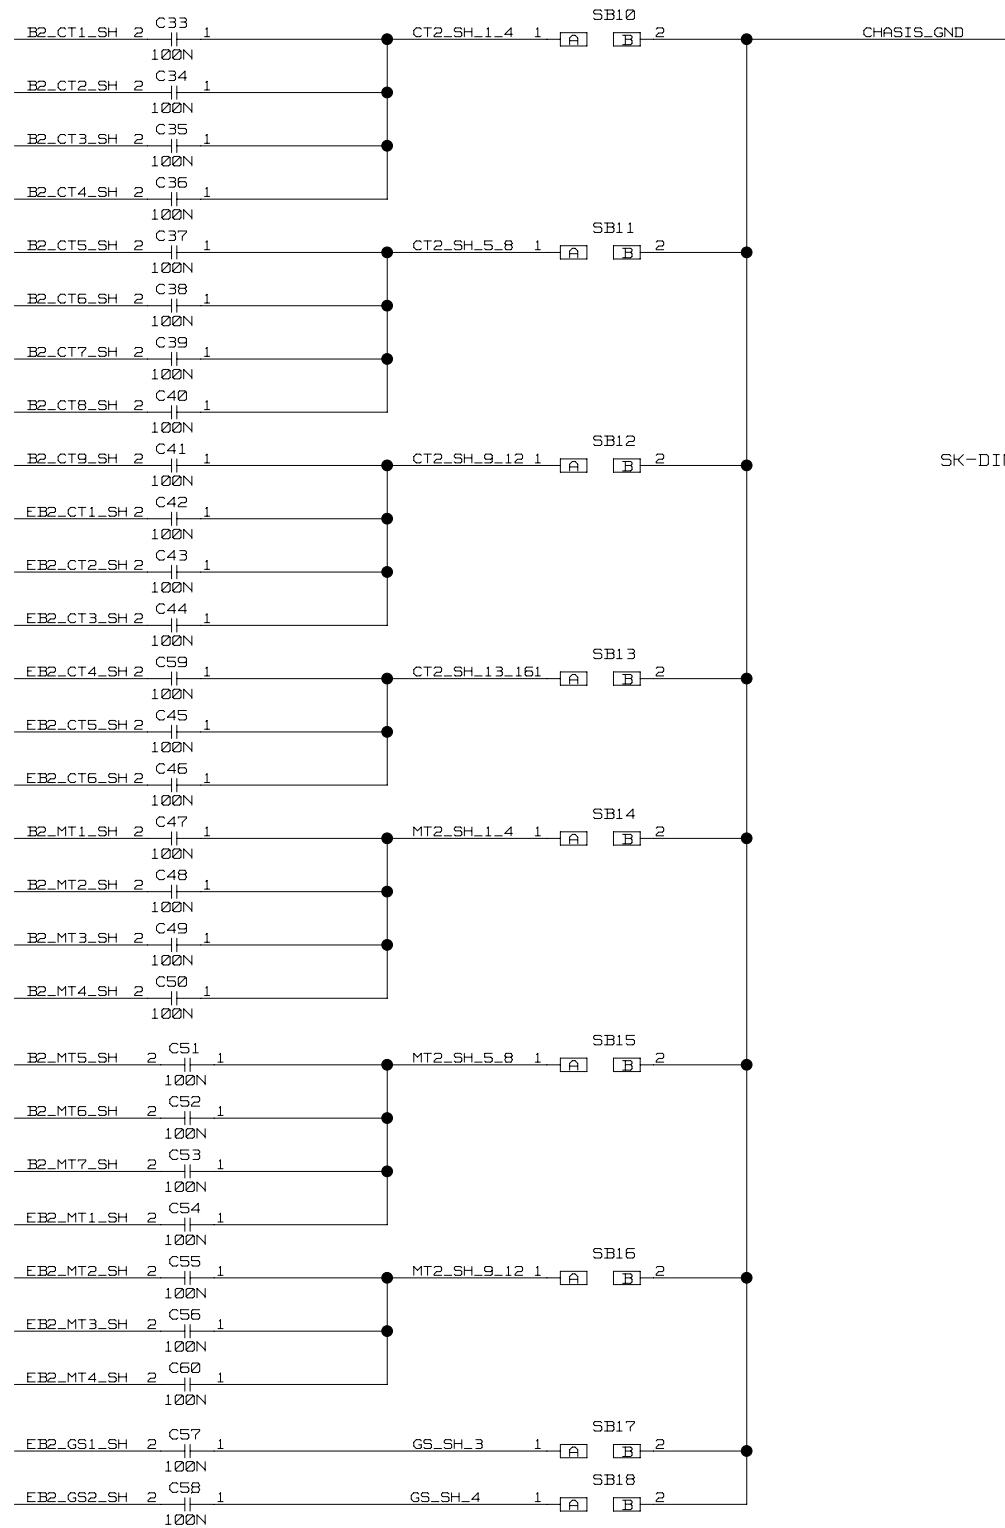 SB10
B2_CT1_SH 2 C33 1 CT2_SH_1_4 1 A B 2 CHASIS_GND
100N
B2_CT2_SH 2 C34 1
100N
B2_CT3_SH 2 C35 1
100N
B2_CT4_SH 2 C36 1
100N
SB11
B2_CT5_SH 2 C37 1 CT2_SH_5_8 1 A B 2
100N
B2_CT6_SH 2 C38 1
100N
B2_CT7_SH 2 C39 1
100N
B2_CT8_SH 2 C40 1
100N
SB12
B2_CT9_SH 2 C41 1 CT2_SH_9_12 1 A B 2 SK-DI
100N
EB2_CT1_SH 2 C42 1
100N
EB2_CT2_SH 2 C43 1
100N
EB2_CT3_SH 2 C44 1
100N
SB13
EB2_CT4_SH 2 C59 1 CT2_SH_13_161 A B 2
100N
EB2_CT5_SH 2 C45 1
100N
EB2_CT6_SH 2 C46 1
100N
SB14
B2_MT1_SH 2 C47 1 MT2_SH_1_4 1 A B 2
100N
B2_MT2_SH 2 C48 1
100N
B2_MT3_SH 2 C49 1
100N
B2_MT4_SH 2 C50 1
100N
SB15
B2_MT5_SH 2 C51 1 MT2_SH_5_8 1 A B 2
100N
B2_MT6_SH 2 C52 1
100N
B2_MT7_SH 2 C53 1
100N
EB2_MT1_SH 2 C54 1
100N
SB16
EB2_MT2_SH 2 C55 1 MT2_SH_9_12 1 A B 2
100N
EB2_MT3_SH 2 C56 1
100N
EB2_MT4_SH 2 C60 1
100N
SB17
EB2_GS1_SH 2 C57 1 GS_SH_3 1 A B 2
100N
SB18
EB2_GS2_SH 2 C58 1 GS_SH_4 1 A B 2
100N